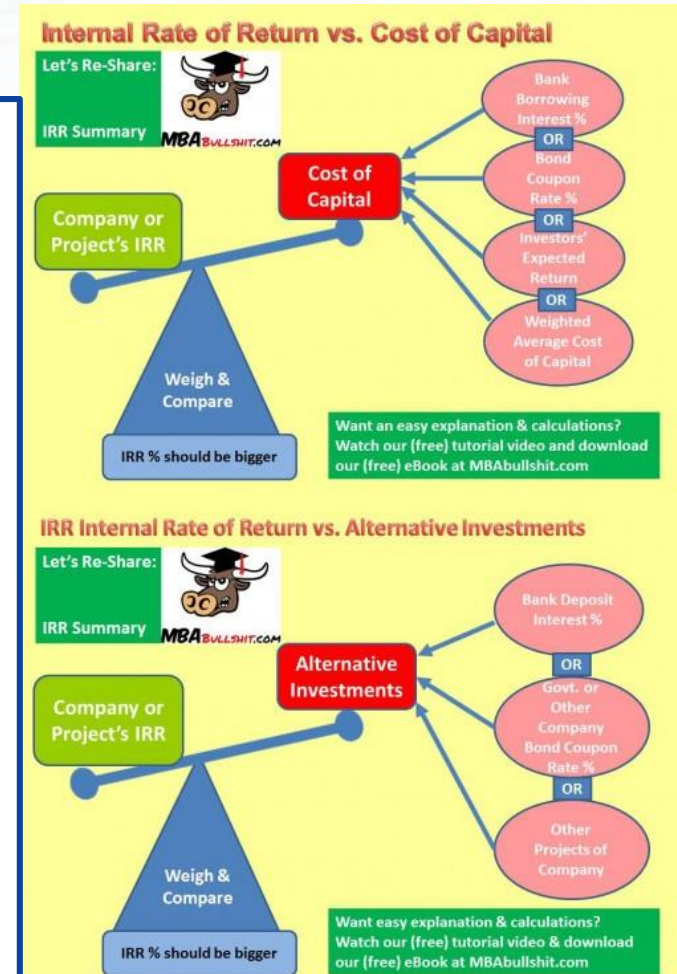 Internal Rate of Return vs. Cost of Capital
Let's Re-Share:
IRR Summary
MBABULLSHIT.COM
Bank
Borrowing
Interest %
OR
Bond
Coupon
Rate %
OR
Investors'
Expected
Return
OR
Weighted
Average Cost
of Capital
Cost of
Capital
Company or
Project's IRR
Weigh &
Compare
IRR % should be bigger
Want an easy explanation & calculations?
Watch our (free) tutorial video and download
our (free) eBook at MBAbullshit.com
IRR Internal Rate of Return vs. Alternative Investments
Let's Re-Share:
IRR Summary
MBABULLSHIT.COM
Bank Deposit
Interest %
OR
Govt. or
Other
Company
Bond Coupon
Rate %
OR
Other
Projects of
Company
Alternative
Investments
Company or
Project's IRR
Weigh &
Compare
IRR % should be bigger
Want easy explanation & calculations?
Watch our (free) tutorial video & download
our (free) eBook at MBAbullshit.com